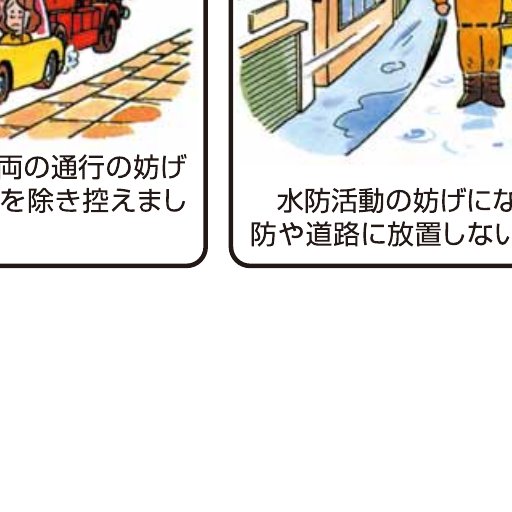 両の通行の妨げ
を除き控えまし
水防活動の妨げにな
防や道路に放置しない